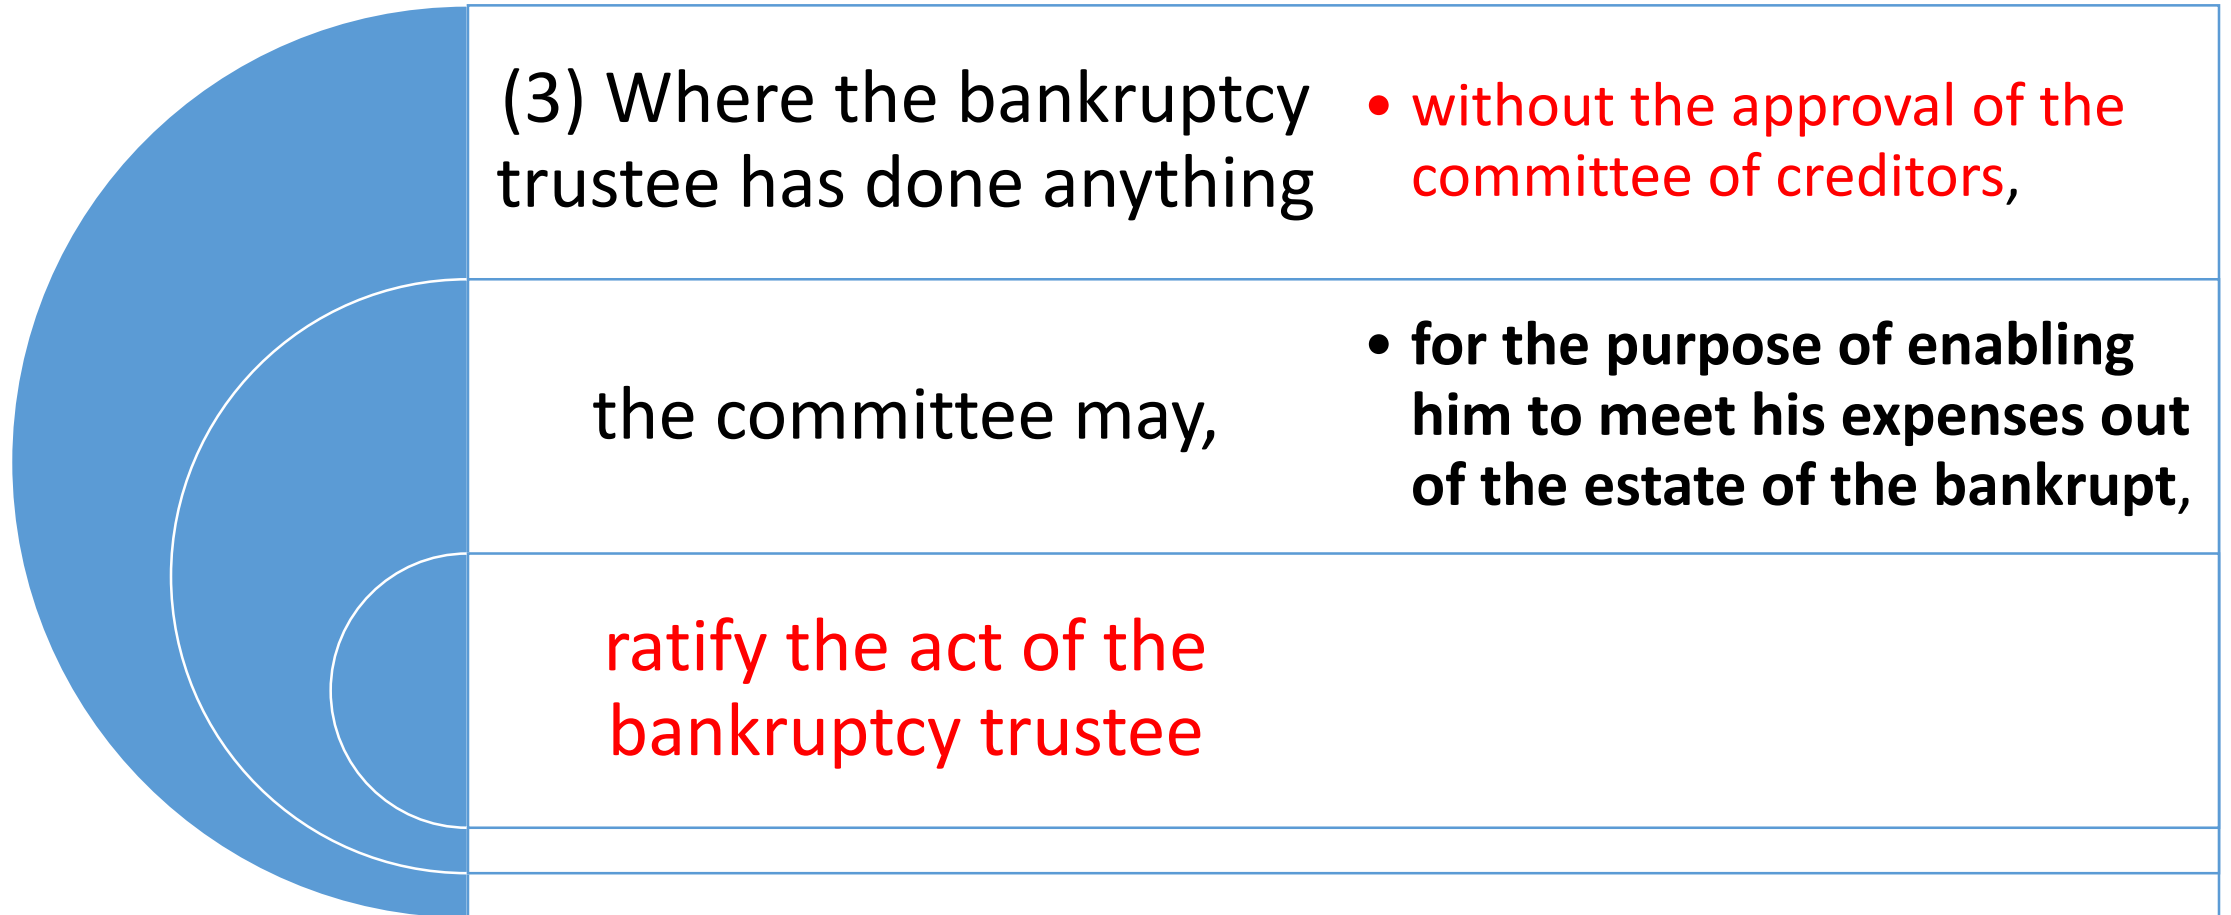 (3) Where the bankruptcy
trustee has done anything
• without the approval of the
committee of creditors,
the committee may,
• for the purpose of enabling
him to meet his expenses out
of the estate of the bankrupt,
ratify the act of the
bankruptcy trustee